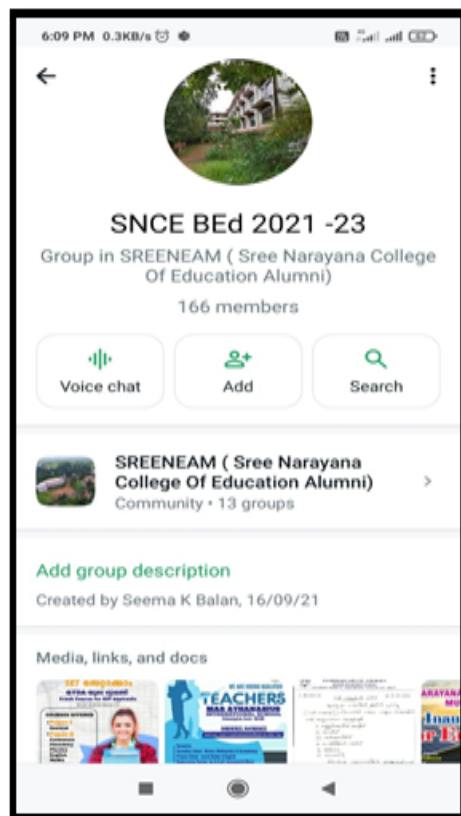 6:09 PM 0.3KB/s
SNCE BEd 2021 -23
Group in SREENEAM ( Sree Narayana College
Of Education Alumni)
166 members
Voice chat
Add
Search
SREENEAM ( Sree Narayana
College Of Education Alumni)
Community • 13 groups
Add group description
Created by Seema K Balan, 16/09/21
Media, links, and docs
TEACHERS